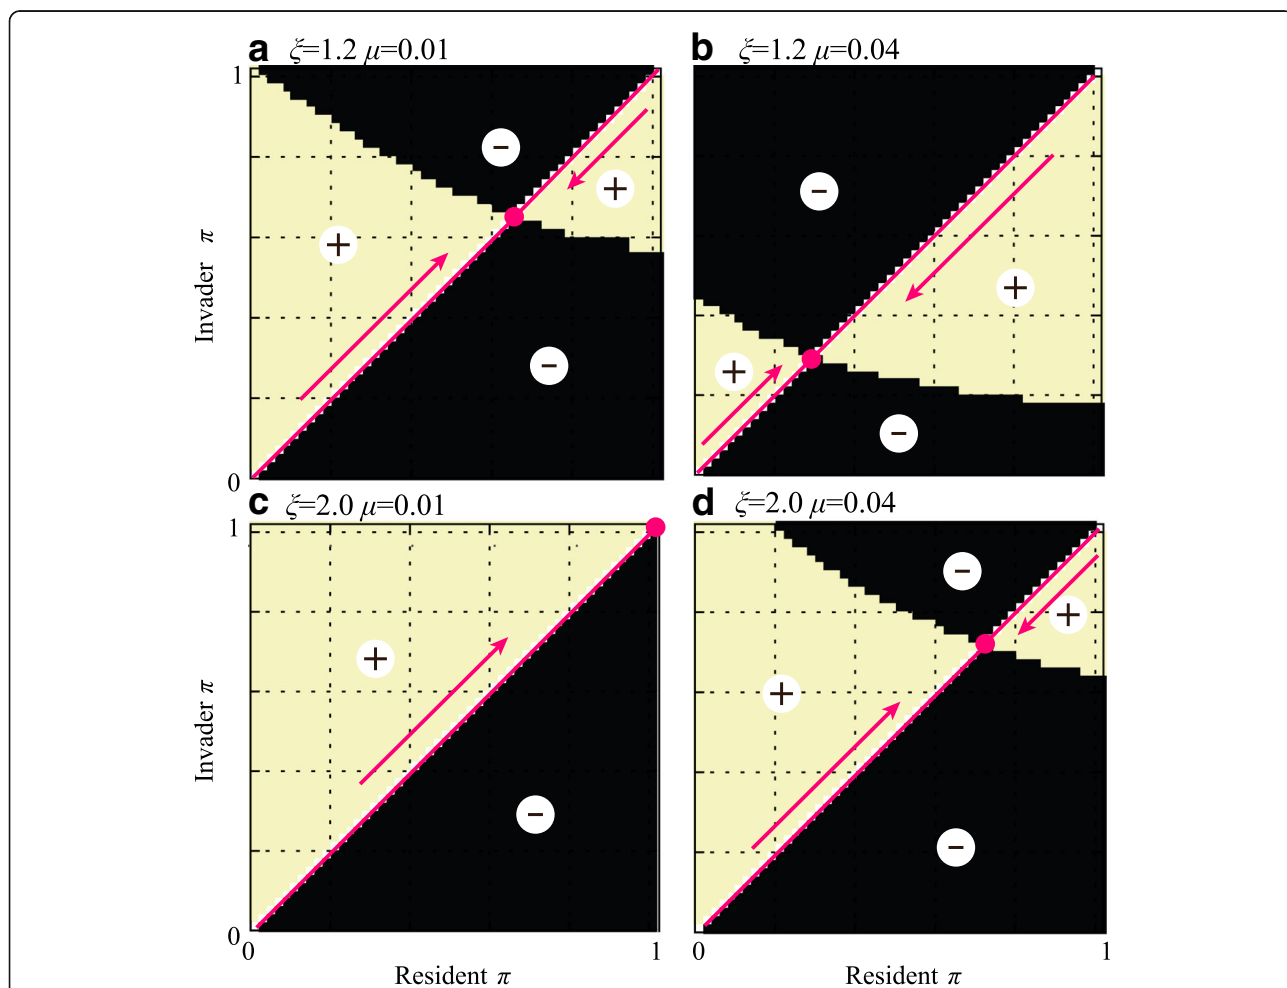 a ξ=1.2 μ=0.01
b ξ=1.2 μ=0.04
1
Invader π
−
+
+
−
−
+
+
−
0
c ξ=2.0 μ=0.01
d ξ=2.0 μ=0.04
1
Invader π
+
−
−
+
+
−
0
0
1
0
1
Resident π
Resident π